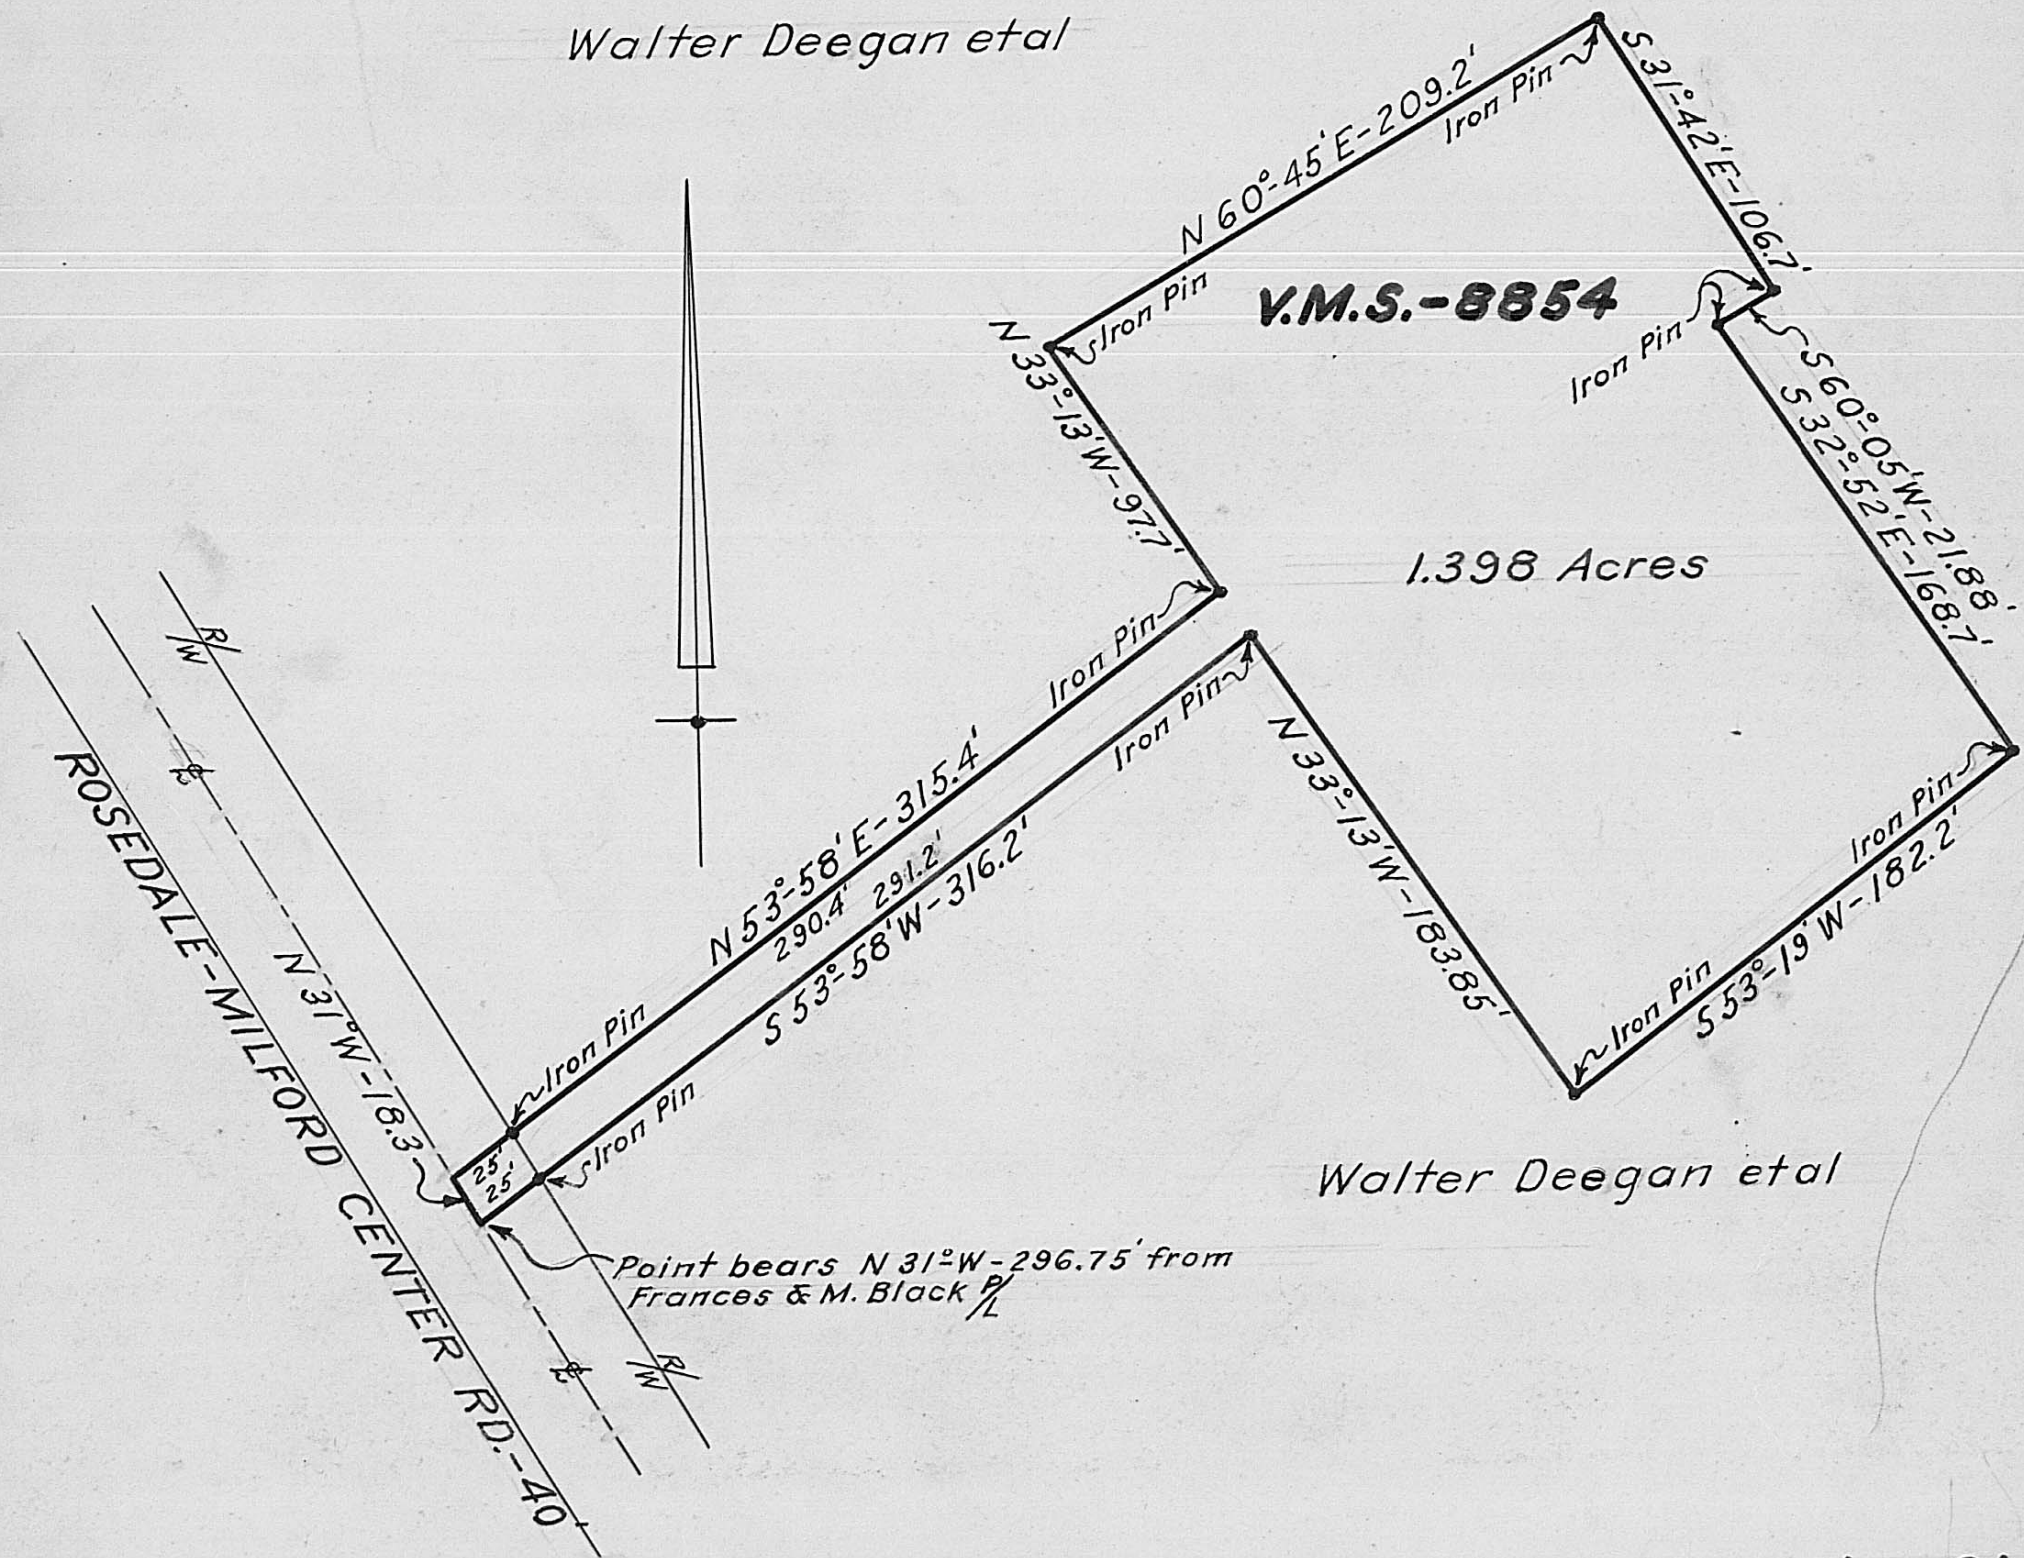 Walter Deegan etal
N 60°-45' E-209.2'
Iron Pin
S 31°-42' E-106.7'
Iron Pin
V.M.S.-8854
Iron Pin
N 33°-13' W-97.7'
S 60°-05' W-21.88'
S 32°-52' E-168.7'
1.398 Acres
Iron Pin
Iron Pin
R/W
℄
N 33°-13' W-183.85'
Iron Pin
S 53°-19' W-182.2'
Iron Pin
N 53°-58' E-315.4'
290.4' 291.2'
S 53°-58' W-316.2'
ROSEDALE-MILFORD CENTER RD.-40'
N 31° W-18.3
Iron Pin
Iron Pin
25'
25'
Walter Deegan etal
Point bears N 31° W-296.75' from
Frances & M. Black P/L
℄
R/W